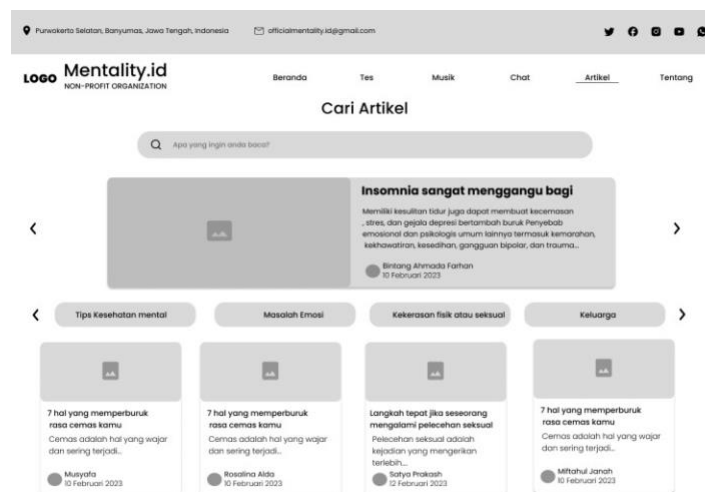 Purwokerto Selatan, Banyumas, Jawa Tengah, Indonesia
officialmentality.id@gmail.com
LOGO
Mentality.id
NON-PROFIT ORGANIZATION
Beranda
Tes
Musik
Chat
Artikel
Tentang
Cari Artikel
Apa yang ingin anda baca?
Insomnia sangat menggangu bagi
Memiliki kesulitan tidur juga dapat membuat kecemasan
, stres, dan gejala depresi bertambah buruk Penyebab
emosional dan psikologis umum lainnya termasuk kemarahan,
kekhawatiran, kesedihan, gangguan bipolar, dan trauma...
Bintang Ahmada Farhan
10 Februari 2023
Tips Kesehatan mental
Masalah Emosi
Kekerasan fisik atau seksual
Keluarga
7 hal yang memperburuk
rasa cemas kamu
Cemas adalah hal yang wajar
dan sering terjadi...
Musyafa
10 Februari 2023
7 hal yang memperburuk
rasa cemas kamu
Cemas adalah hal yang wajar
dan sering terjadi...
Rosalina Alda
10 Februari 2023
Langkah tepat jika seseorang
mengalami pelecehan seksual
Pelecehan seksual adalah
kejadian yang mengerikan
terlebih...
Satya Prakash
12 Februari 2023
7 hal yang memperburuk
rasa cemas kamu
Cemas adalah hal yang wajar
dan sering terjadi...
Miftahul Janah
10 Februari 2023